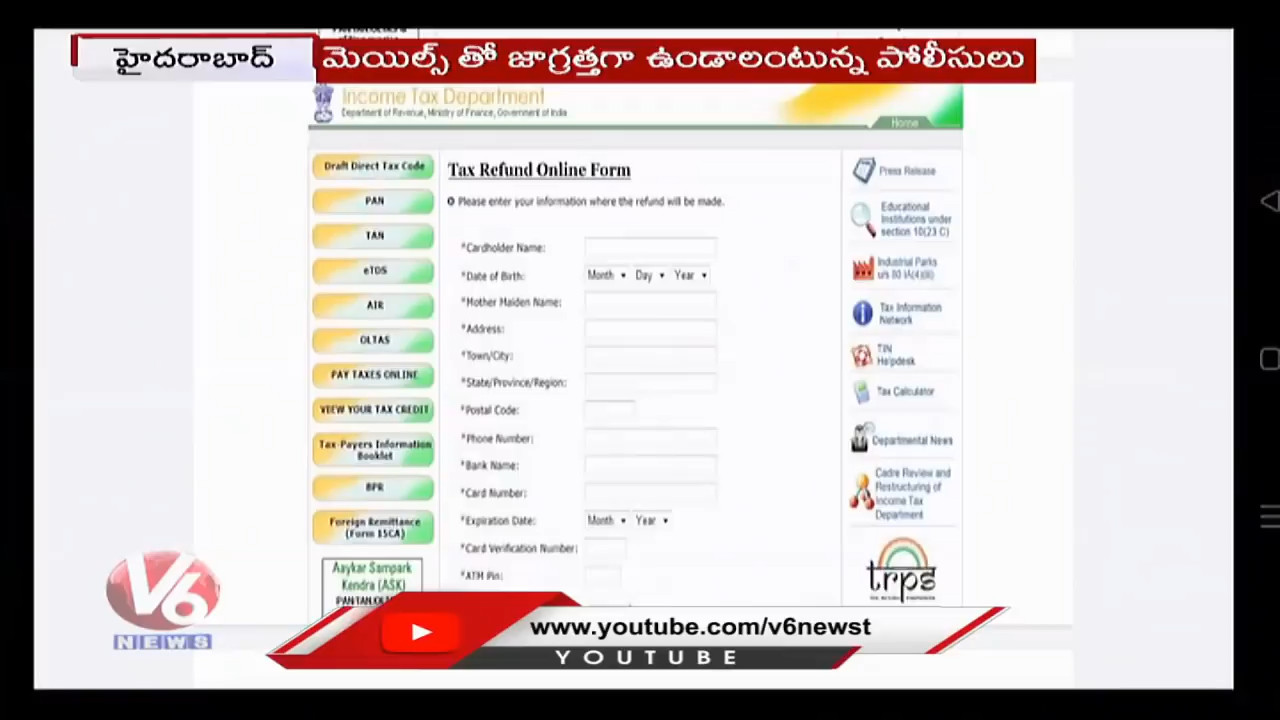 హైదరాబాద్
మెయిల్స్ తో జాగ్రత్తగా ఉండాలంటున్న పోలీసులు
Income Tax Department
Department of Revenue, Ministry of Finance, Government of India
Home
Draft Direct Tax Code
PAN
TAN
eTDS
AIR
OLTAS
PAY TAXES ONLINE
VIEW YOUR TAX CREDIT
Tax-Payers Information
Booklet
BPR
Foreign Remittance
(Form 15CA)
Aaykar Sampark
Kendra (ASK)
Tax Refund Online Form
Please enter your information where the refund will be made.
*Cardholder Name:
*Date of Birth: Month Day Year
*Mother Maiden Name:
*Address:
*Town/City:
*State/Province/Region:
*Postal Code:
*Phone Number:
*Bank Name:
*Card Number:
*Expiration Date: Month Year
*Card Verification Number:
*ATM Pin:
Press Release
Educational
Institutions under
section 10(23 C)
Industrial Parks
u/s 80 IA(4)(iii)
Tax Information
Network
TIN
Helpdesk
Tax Calculator
Departmental News
Cadre Review and
Restructuring of
Income Tax
Department
trps
V6
NEWS
www.youtube.com/v6newst
YOUTUBE